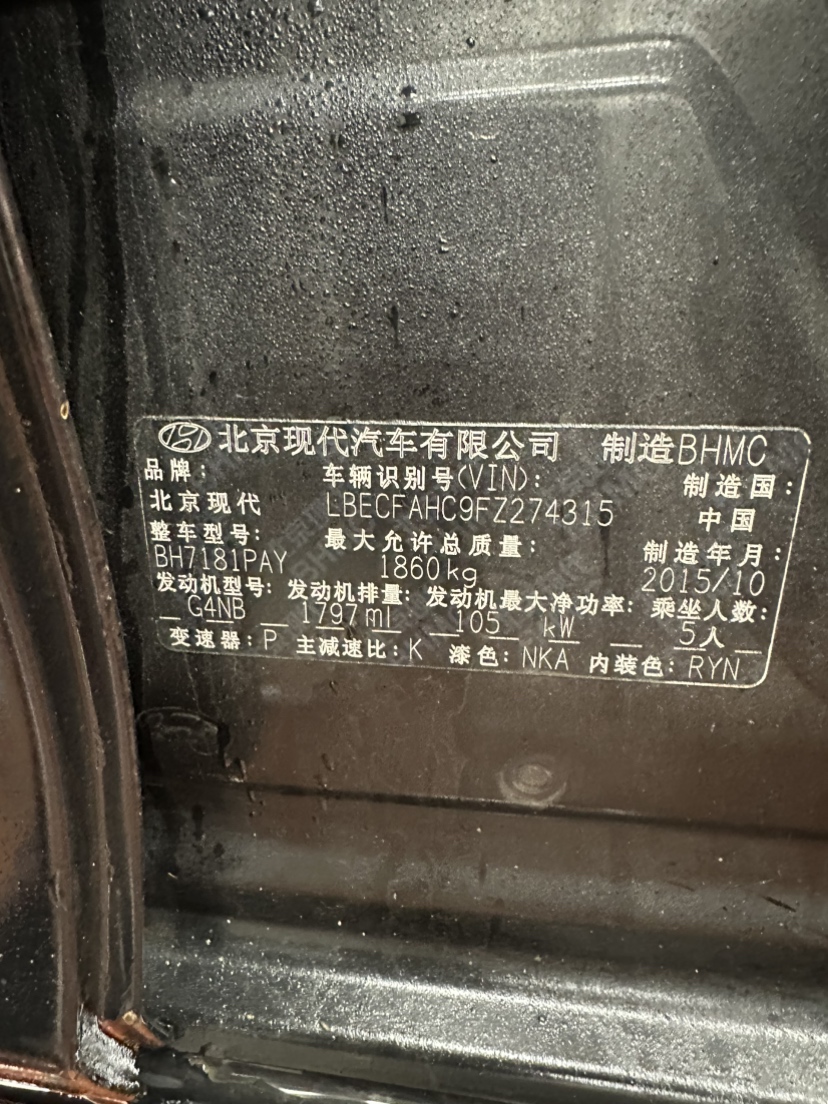 北京现代汽车有限公司 制造BHMC
品牌: 车辆识别号(VIN): 制造国:
北京现代 LBECFAHC9FZ274315 中国
整车型号: 最大允许总质量: 制造年月:
BH7181PAY 1860kg 2015/10
发动机型号: 发动机排量: 发动机最大净功率: 乘坐人数:
G4NB 1797ml 105 kW 5人
变速器: P 主减速比: K 漆色: NKA 内装色: RYN